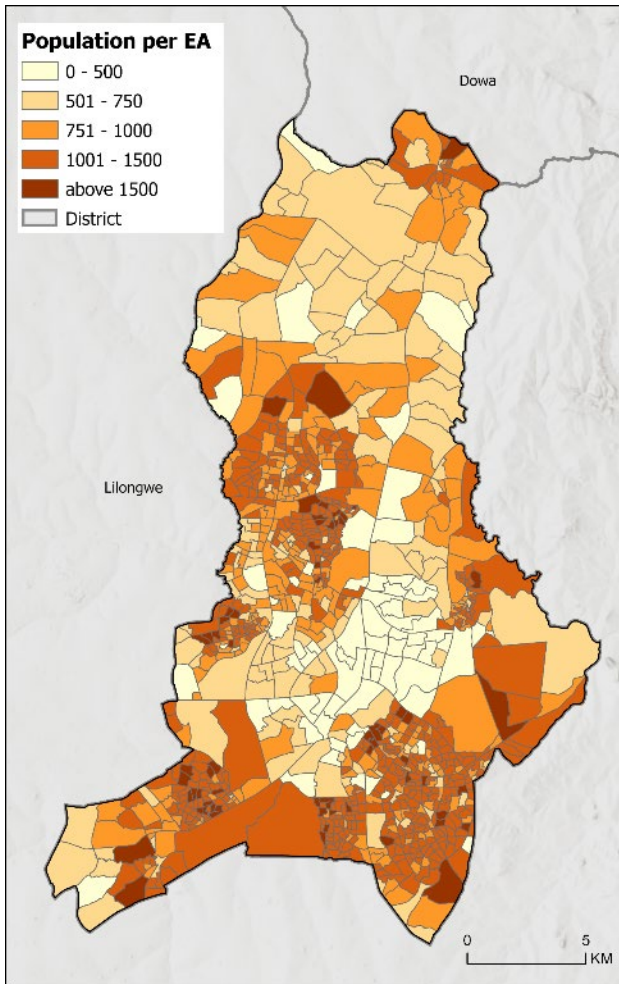 Population per EA
0 - 500
501 - 750
751 - 1000
1001 - 1500
above 1500
District
Dowa
Lilongwe
0 5
KM